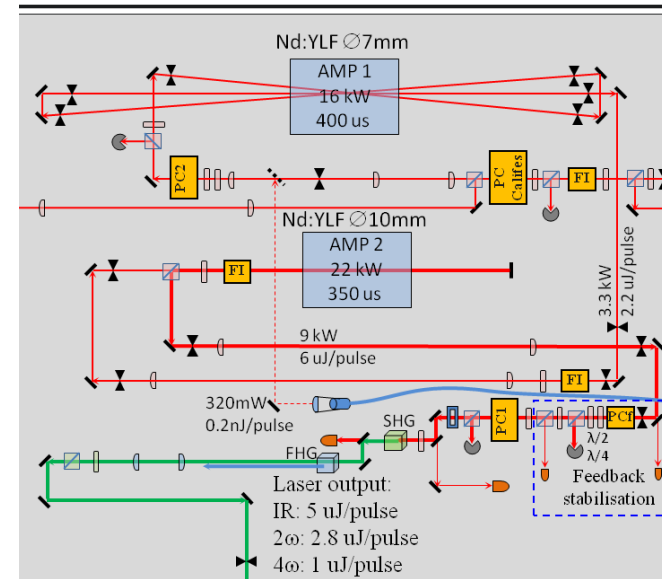 Nd:YLF ∅7mm
AMP 1
16 kW
400 us
PC2
PC
Califes
FI
Nd:YLF ∅10mm
AMP 2
22 kW
350 us
FI
3.3 kW
2.2 uJ/pulse
9 kW
6 uJ/pulse
FI
320mW
0.2nJ/pulse
SHG
PC1
PCf
λ/2
λ/4
FHG
Feedback
stabilisation
Laser output:
IR: 5 uJ/pulse
2ω: 2.8 uJ/pulse
4ω: 1 uJ/pulse